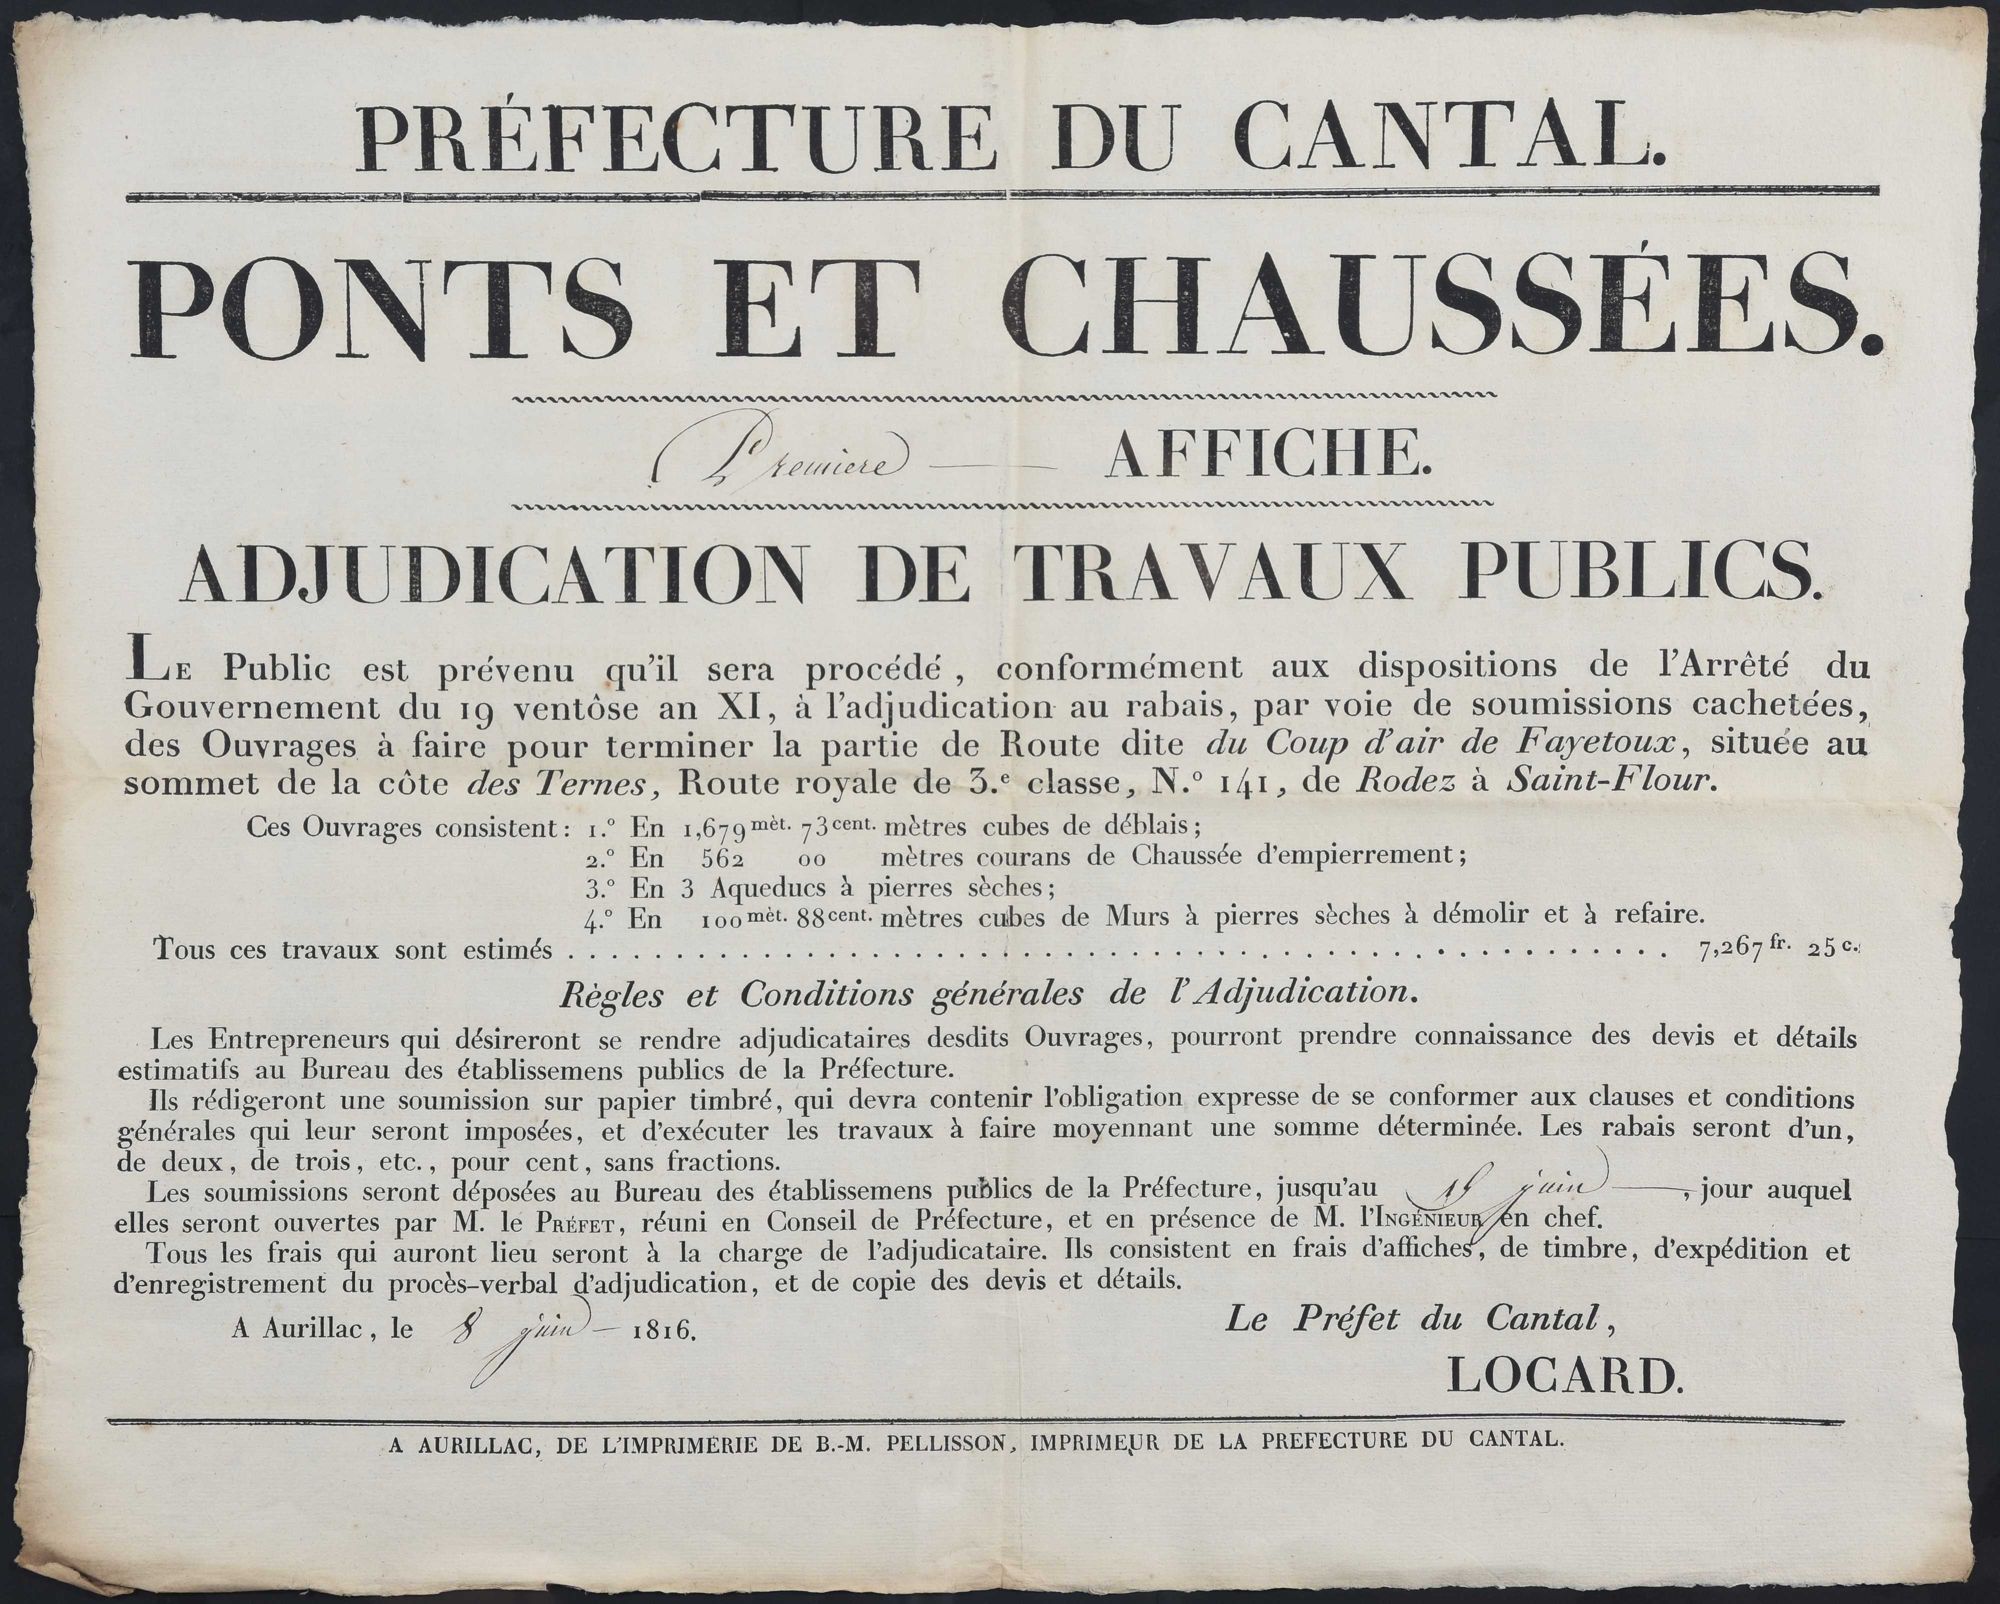 PRÉFECTURE DU CANTAL.
PONTS ET CHAUSSÉES.
Premiere AFFICHE.
ADJUDICATION DE TRAVAUX PUBLICS.
LE Public est prévenu qu'il sera procédé, conformément aux dispositions de l'Arrêté du
Gouvernement du 19 ventôse an XI, à l'adjudication au rabais, par voie de soumissions cachetées,
des Ouvrages à faire pour terminer la partie de Route dite du Coup d'air de Fayetoux, située au
sommet de la côte des Ternes, Route royale de 3.e classe, N.º 141, de Rodez à Saint-Flour.
Ces Ouvrages consistent: 1.º En 1,679 mèt. 73 cent. mètres cubes de déblais;
2.º En 562 00 mètres courans de Chaussée d'empierrement;
3.º En 3 Aqueducs à pierres sèches;
4.º En 100 mèt. 88 cent. mètres cubes de Murs à pierres sèches à démolir et à refaire.
Tous ces travaux sont estimés . . . . . . . . . . . . . . . . . . . . . . . . . . . . . . . . . . . . . . . . 7,267 fr. 25 c.
Règles et Conditions générales de l'Adjudication.
Les Entrepreneurs qui désireront se rendre adjudicataires desdits Ouvrages, pourront prendre connaissance des devis et détails
estimatifs au Bureau des établissemens publics de la Préfecture.
Ils rédigeront une soumission sur papier timbré, qui devra contenir l'obligation expresse de se conformer aux clauses et conditions
générales qui leur seront imposées, et d'exécuter les travaux à faire moyennant une somme déterminée. Les rabais seront d'un,
de deux, de trois, etc., pour cent, sans fractions.
Les soumissions seront déposées au Bureau des établissemens publics de la Préfecture, jusqu'au juin, jour auquel
elles seront ouvertes par M. le PRÉFET, réuni en Conseil de Préfecture, et en présence de M. l'INGÉNIEUR en chef.
Tous les frais qui auront lieu seront à la charge de l'adjudicataire. Ils consistent en frais d'affiches, de timbre, d'expédition et
d'enregistrement du procès-verbal d'adjudication, et de copie des devis et détails.
A Aurillac, le 8 juin 1816.
Le Préfet du Cantal,
LOCARD.
A AURILLAC, DE L'IMPRIMERIE DE B.-M. PELLISSON, IMPRIMEUR DE LA PREFECTURE DU CANTAL.